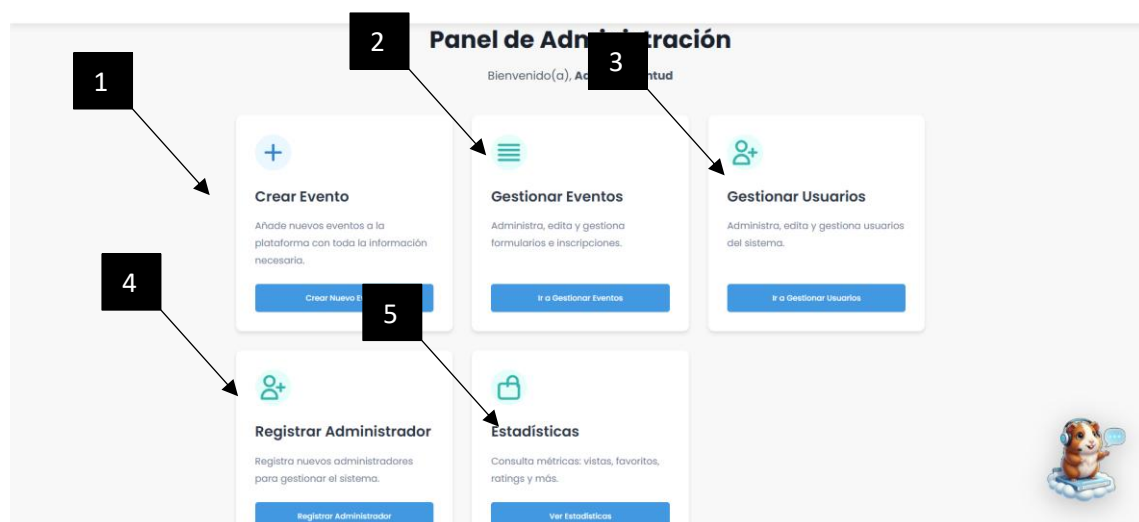 Panel de Adm tración
Bienvenido(a), ntud
1
2
3
Crear Evento
Añade nuevos eventos a la
plataforma con toda la información
necesaria.
Crear Nuevo
Gestionar Eventos
Administra, edita y gestiona
formularios e inscripciones.
Ir a Gestionar Eventos
Gestionar Usuarios
Administra, edita y gestiona usuarios
del sistema.
Ir a Gestionar Usuarios
4
5
Registrar Administrador
Registra nuevos administradores
para gestionar el sistema.
Registrar Administrador
Estadísticas
Consulta métricas: vistas, favoritos,
ratings y más.
Ver Estadísticas